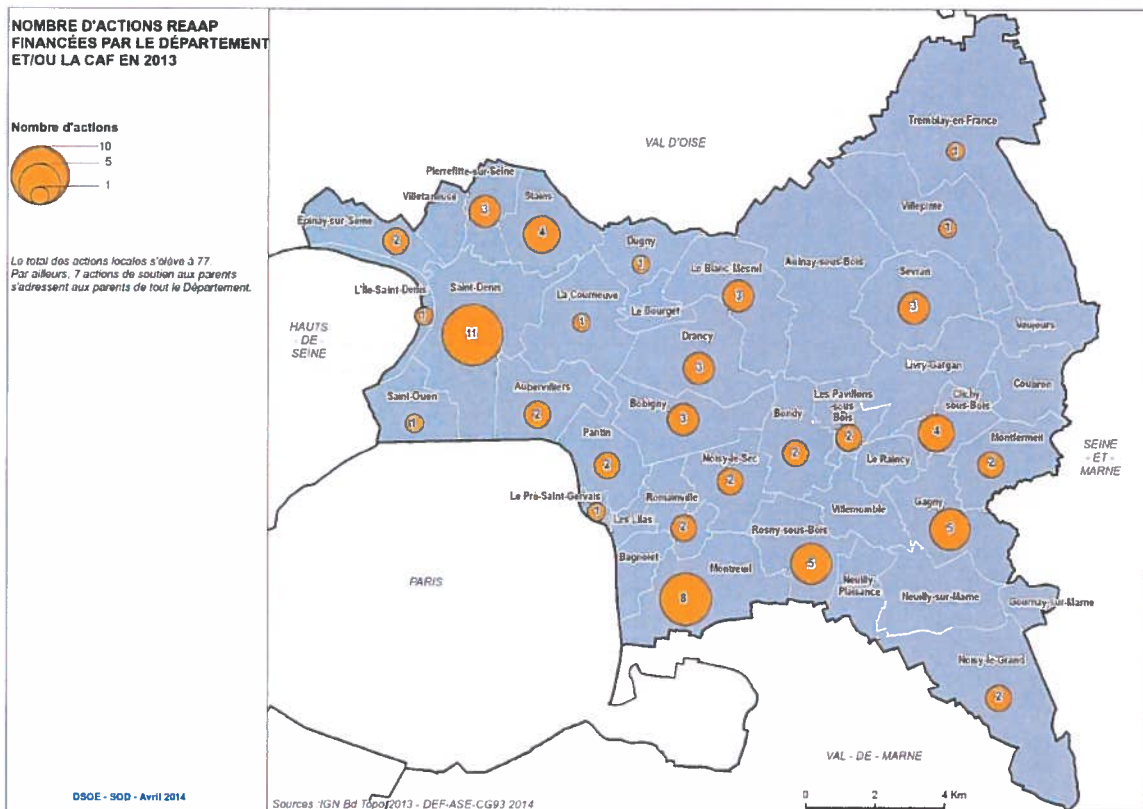 NOMBRE D'ACTIONS REAAP
FINANCÉES PAR LE DÉPARTEMENT
ET/OU LA CAF EN 2013
Nombre d'actions
10
5
1
Le total des actions locales s'élève à 77.
Par ailleurs, 7 actions de soutien aux parents
s'adressent aux parents de tout le Département.
DSOE - SOD - Avril 2014
VAL D'OISE
Tremblay-en-France
1
Pierrefitte-sur-Seine
3
Villetaneuse
Stains
4
Villepinte
1
Epinay-sur-Seine
2
Dugny
1
Le Blanc Mesnil
3
Aulnay-sous-Bois
Sevran
3
L'Île-Saint-Denis
1
Saint-Denis
11
La Courneuve
1
Le Bourget
Vaujours
HAUTS
- DE -
SEINE
Drancy
3
Livry-Gargan
Coubron
Saint-Ouen
1
Aubervilliers
2
Bobigny
3
Bondy
2
Les Pavillons
sous
Bois
2
Clichy
sous-Bois
4
Montfermeil
2
SEINE
- ET -
MARNE
Pantin
2
Noisy-le-Sec
2
Le Raincy
Le Pré-Saint-Gervais
1
Les Lilas
Romainville
2
Villemomble
Gagny
5
Rosny-sous-Bois
5
Bagnolet
Montreuil
8
Neuilly
Plaisance
Neuilly-sur-Marne
Gournay-sur-Marne
PARIS
Noisy-le-Grand
2
VAL - DE - MARNE
0
2
4 Km
Sources : IGN Bd Topo 2013 - DEF-ASE-CG93 2014